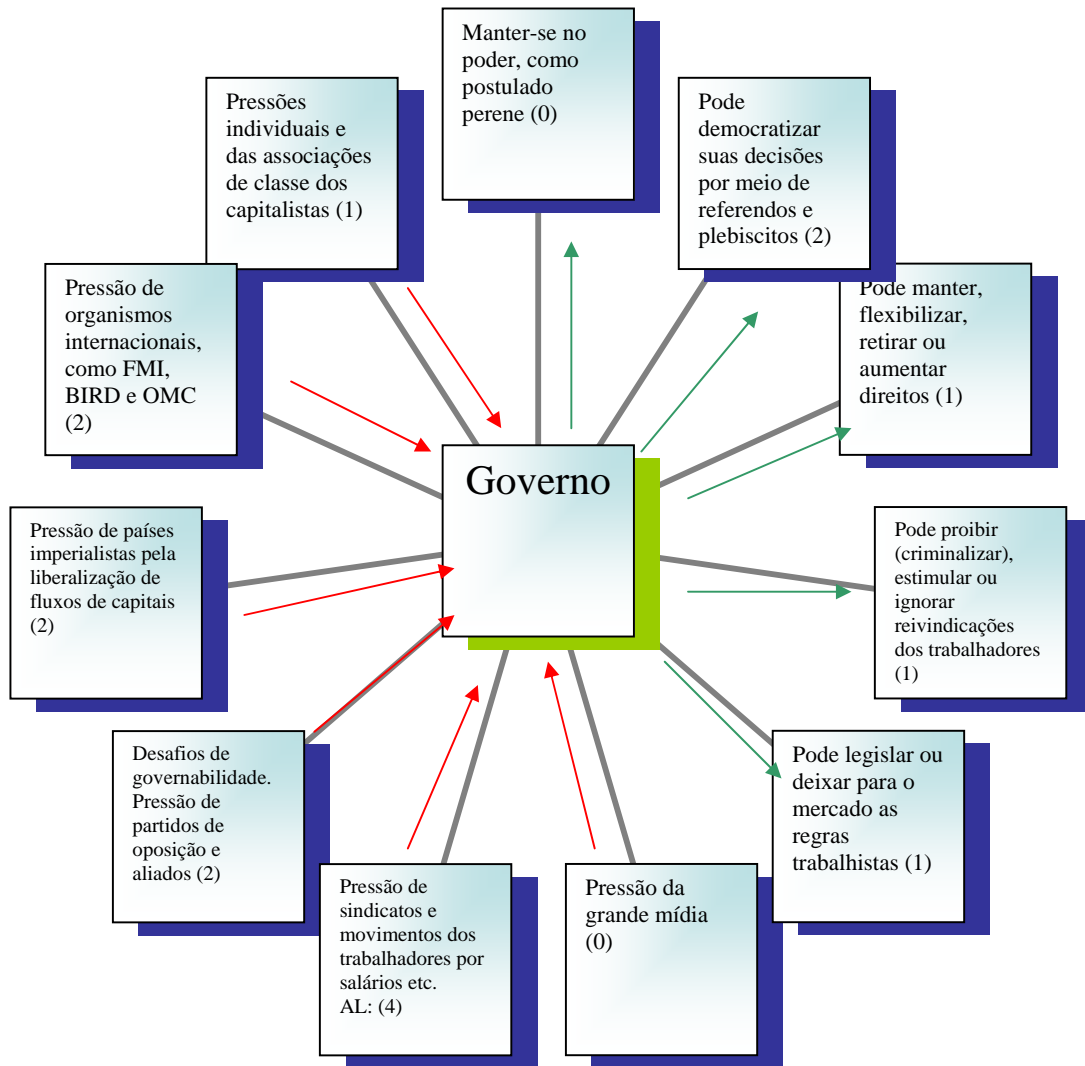 Manter-se no
poder, como
postulado
perene (0)
Pressões
individuais e
das associações
de classe dos
capitalistas (1)
Pode
democratizar
suas decisões
por meio de
referendos e
plebiscitos (2)
Pressão de
organismos
internacionais,
como FMI,
BIRD e OMC
(2)
Pode manter,
flexibilizar,
retirar ou
aumentar
direitos (1)
Governo
Pressão de países
imperialistas pela
liberalização de
fluxos de capitais
(2)
Pode proibir
(criminalizar),
estimular ou
ignorar
reivindicações
dos trabalhadores
(1)
Desafios de
governabilidade.
Pressão de
partidos de
oposição e
aliados (2)
Pode legislar ou
deixar para o
mercado as
regras
trabalhistas (1)
Pressão de
sindicatos e
movimentos dos
trabalhadores por
salários etc.
AL: (4)
Pressão da
grande mídia
(0)